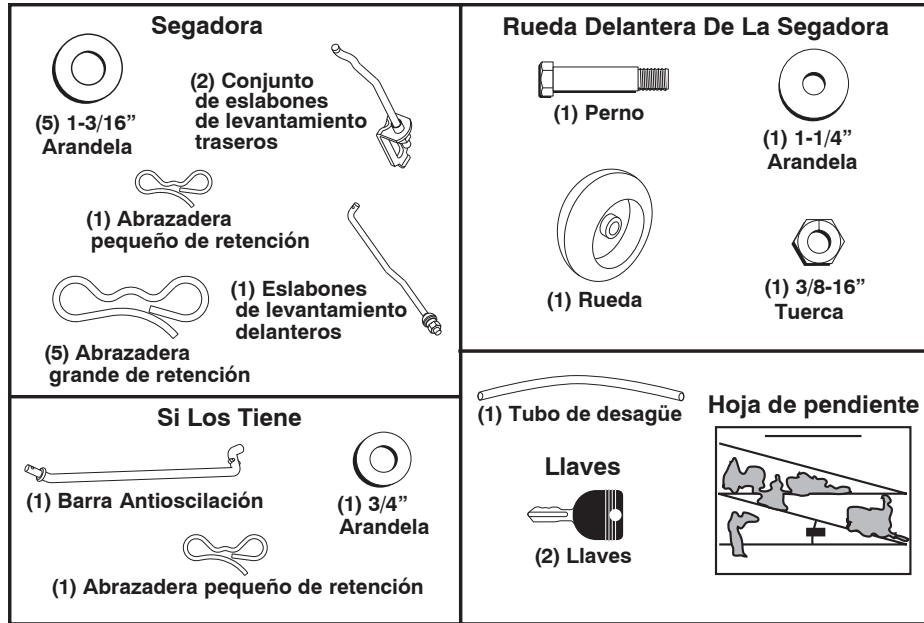 Segadora
(5) 1-3/16”
Arandela
(2) Conjunto
de eslabones
de levantamiento
traseros
(1) Abrazadera
pequeño de retención
(1) Eslabones
de levantamiento
delanteros
(5) Abrazadera
grande de retención
Rueda Delantera De La Segadora
(1) Perno
(1) 1-1/4”
Arandela
(1) Rueda
(1) 3/8-16”
Tuerca
Si Los Tiene
(1) Barra Antioscilación
(1) 3/4”
Arandela
(1) Abrazadera pequeño de retención
(1) Tubo de desagüe
Llaves
(2) Llaves
Hoja de pendiente